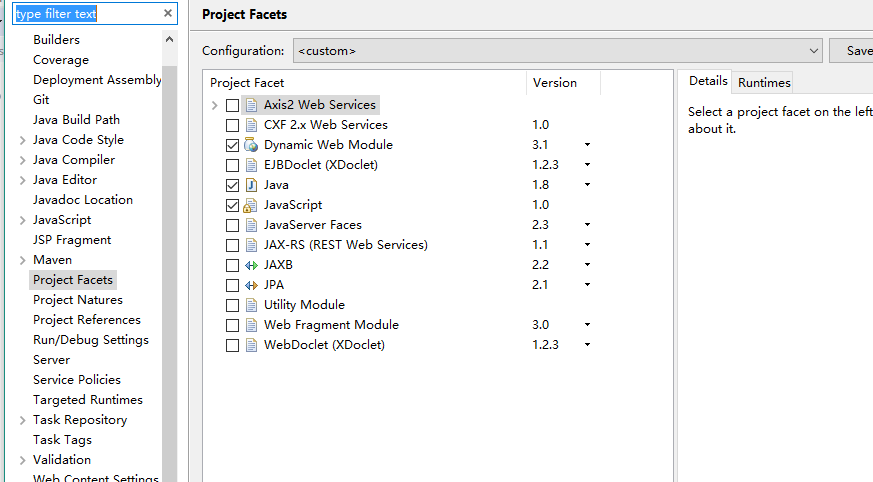 type filter text
Builders
Coverage
Deployment Assembly
Git
Java Build Path
Java Code Style
Java Compiler
Java Editor
Javadoc Location
JavaScript
JSP Fragment
Maven
Project Facets
Project Natures
Project References
Run/Debug Settings
Server
Service Policies
Targeted Runtimes
Task Repository
Task Tags
Validation
Web Content Settings
Project Facets
Configuration: <custom> Save
Project Facet Version
Axis2 Web Services
CXF 2.x Web Services 1.0
Dynamic Web Module 3.1
EJBDoclet (XDoclet) 1.2.3
Java 1.8
JavaScript 1.0
JavaServer Faces 2.3
JAX-RS (REST Web Services) 1.1
JAXB 2.2
JPA 2.1
Utility Module
Web Fragment Module 3.0
WebDoclet (XDoclet) 1.2.3
Details Runtimes
Select a project facet on the left
about it.